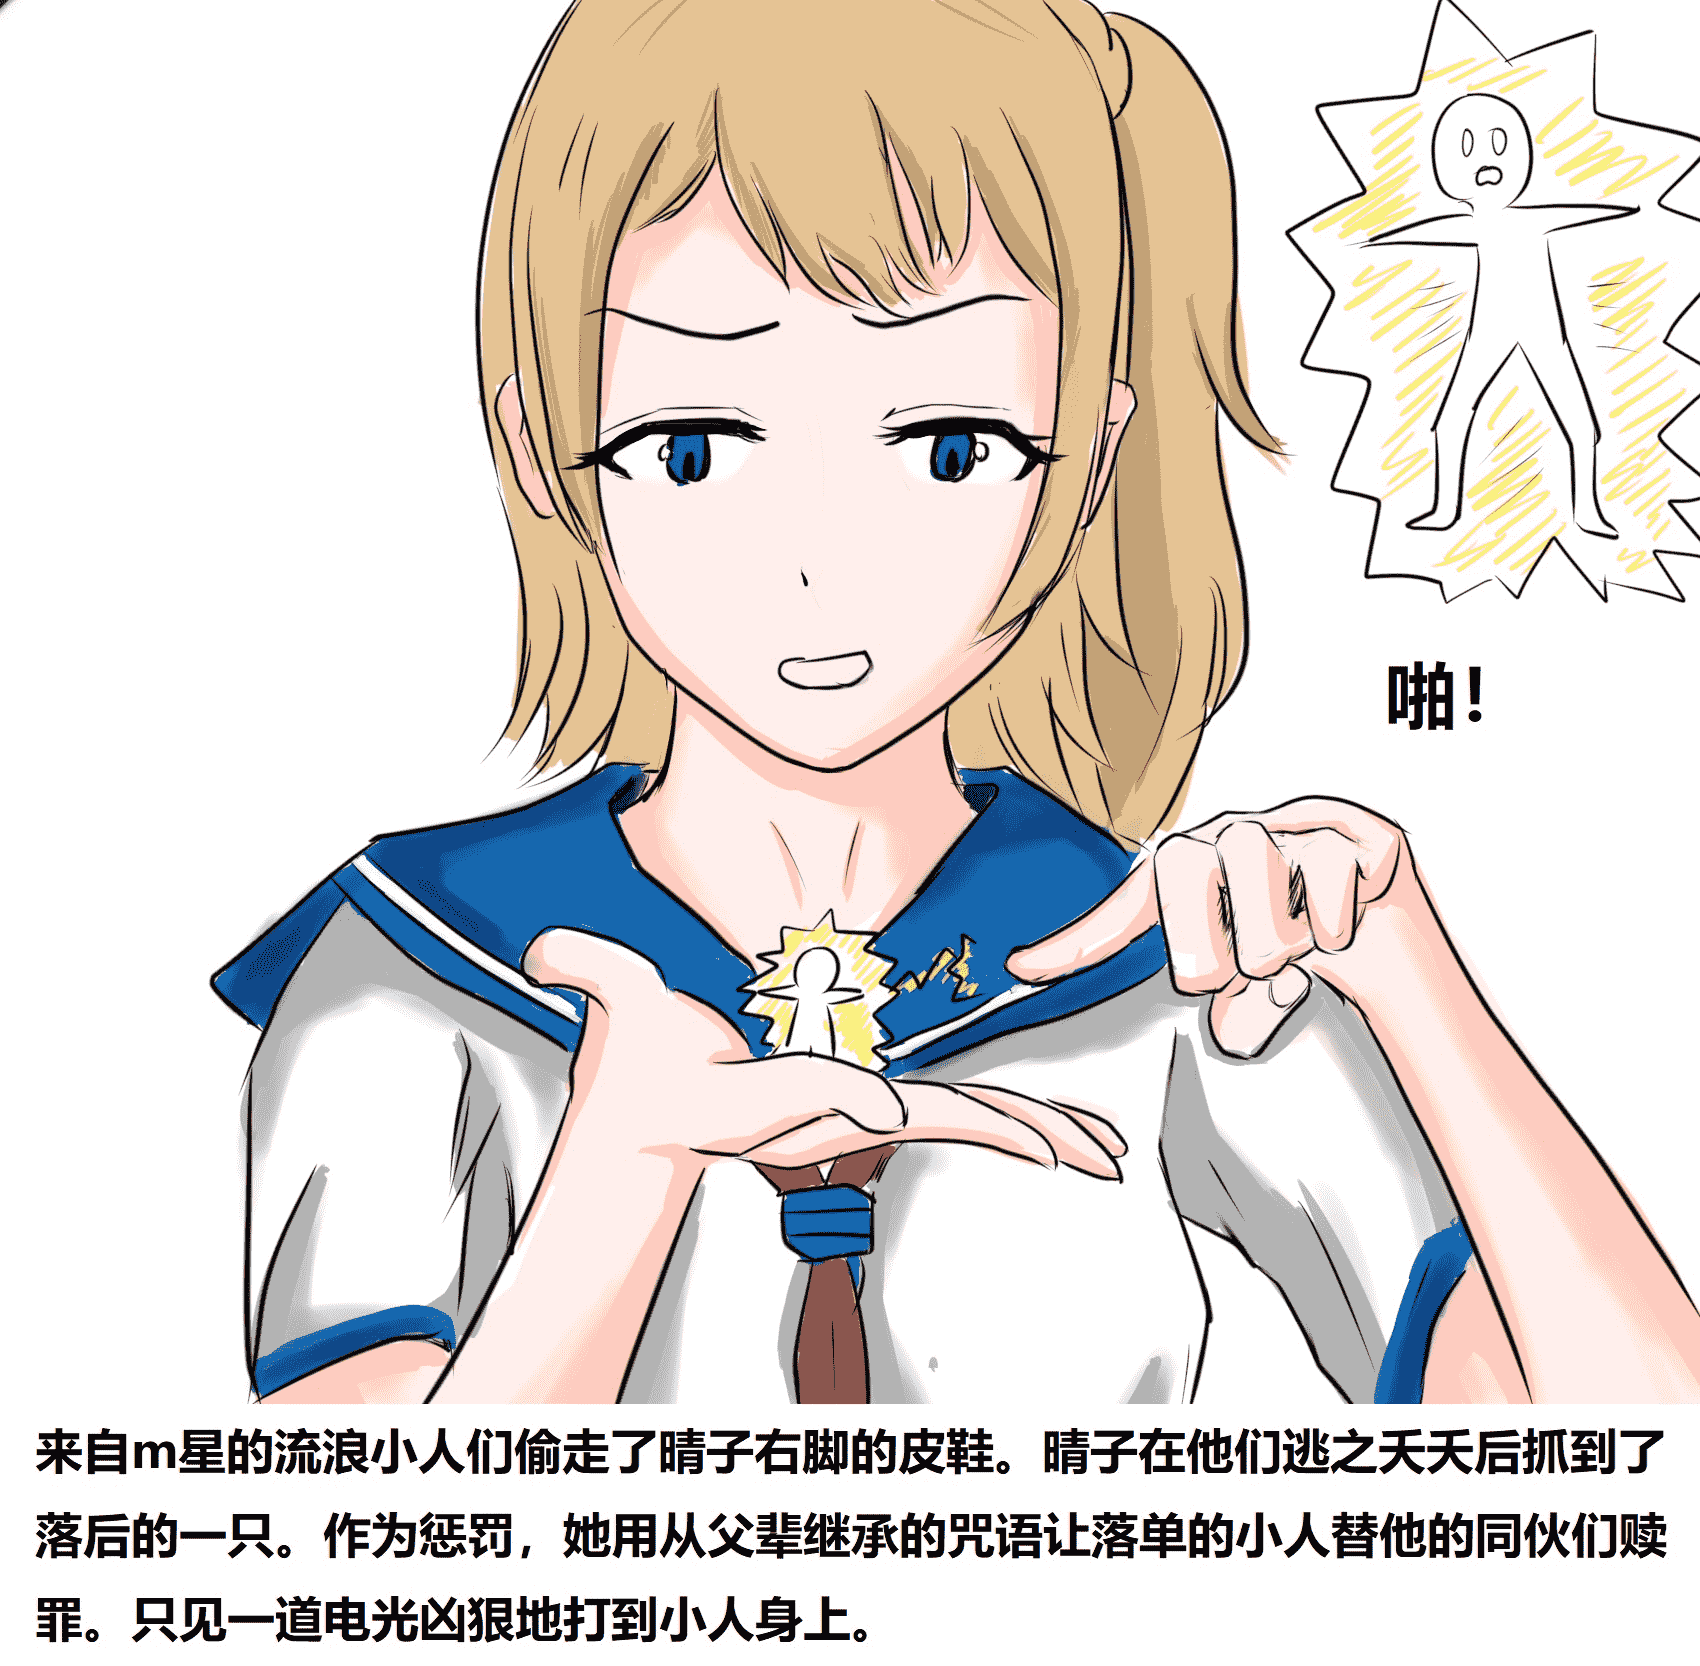 啪！
来自m星的流浪小人们偷走了晴子右脚的皮鞋。晴子在他们逃之夭夭后抓到了
落后的一只。作为惩罚，她用从父辈继承的咒语让落单的小人替他的同伙们赎
罪。只见一道电光凶狠地打到小人身上。